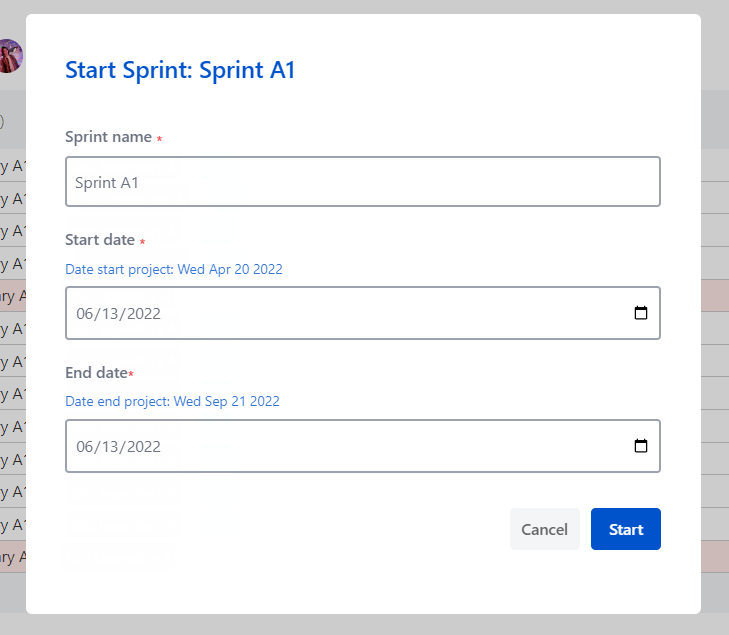 Start Sprint: Sprint A1
Sprint name *
Sprint A1
Start date *
Date start project: Wed Apr 20 2022
06/13/2022
End date*
Date end project: Wed Sep 21 2022
06/13/2022
Cancel
Start
)
y A1
y A1
y A1
y A1
ry A
y A1
y A1
y A1
y A1
y A1
y A1
y A1
ry A